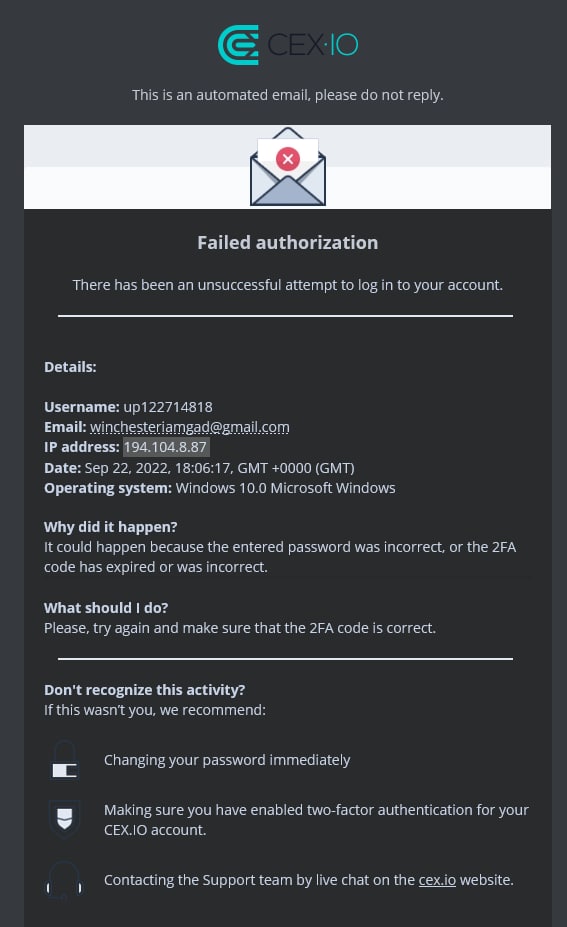 CEX·IO
This is an automated email, please do not reply.
Failed authorization
There has been an unsuccessful attempt to log in to your account.
Details:
Username: up122714818
Email: winchesteriamgad@gmail.com
IP address: 194.104.8.87
Date: Sep 22, 2022, 18:06:17, GMT +0000 (GMT)
Operating system: Windows 10.0 Microsoft Windows
Why did it happen?
It could happen because the entered password was incorrect, or the 2FA
code has expired or was incorrect.
What should I do?
Please, try again and make sure that the 2FA code is correct.
Don't recognize this activity?
If this wasn’t you, we recommend:
Changing your password immediately
Making sure you have enabled two-factor authentication for your
CEX.IO account.
Contacting the Support team by live chat on the cex.io website.